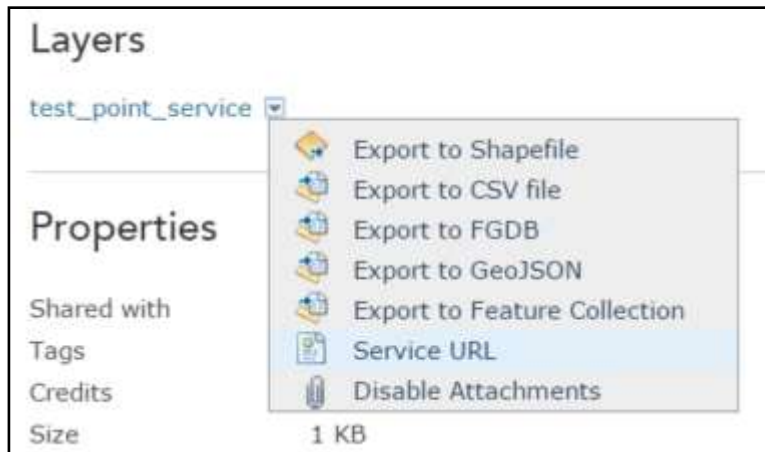 Layers
test_point_service
Export to Shapefile
Export to CSV file
Export to FGDB
Export to GeoJSON
Export to Feature Collection
Service URL
Disable Attachments
Properties
Shared with
Tags
Credits
Size 1 KB